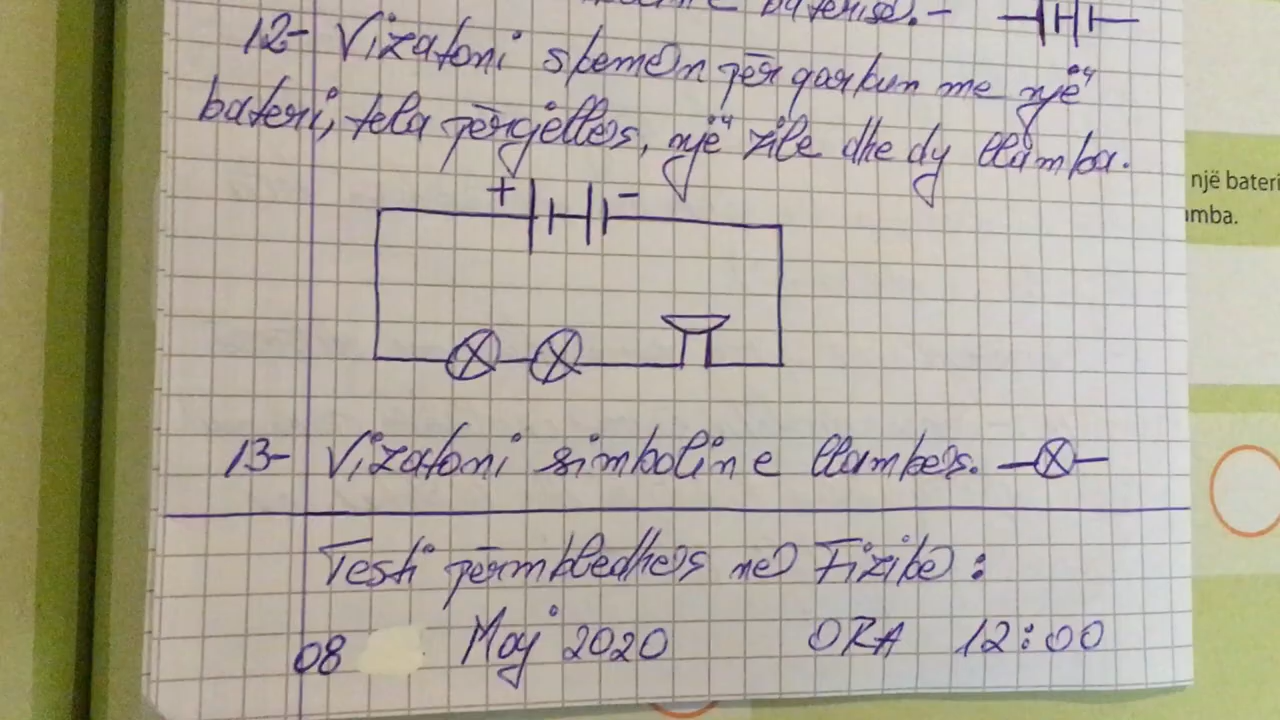 baterisë.-
12- Vizatoni skemën për qarkun me një
bateri, tela përçjellës, një zile dhe dy llamba.
një bateri
mba.
+ -
13- Vizatoni simbolin e llambës.
Testi përmbledhës në Fizikë:
08 Maj 2020 ORA 12:00